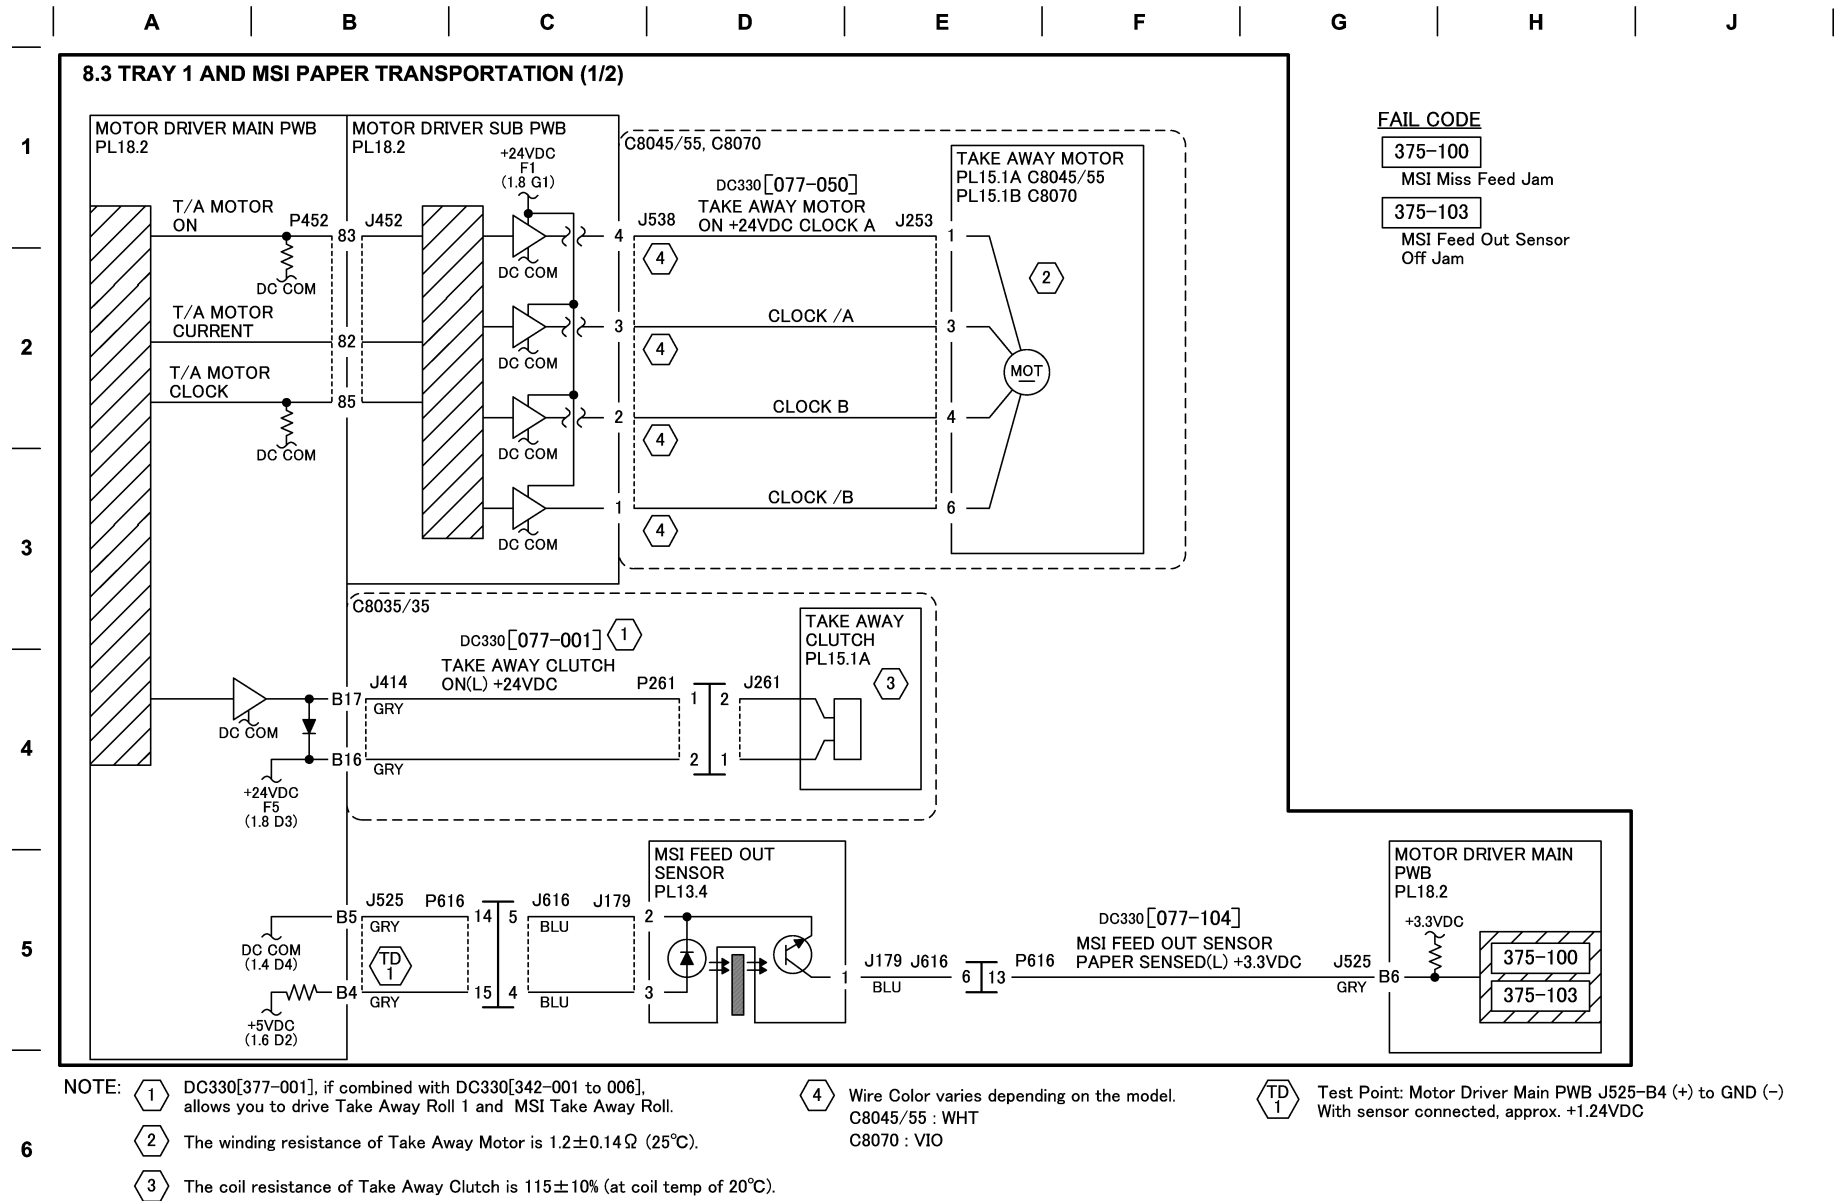 A B C D E F G H J
8.3 TRAY 1 AND MSI PAPER TRANSPORTATION (1/2)
1
2
3
4
5
6
MOTOR DRIVER MAIN PWB
PL18.2
MOTOR DRIVER SUB PWB
PL18.2
+24VDC
F1
(1.8 G1)
C8045/55, C8070
DC330[077-050]
TAKE AWAY MOTOR
ON +24VDC CLOCK A
TAKE AWAY MOTOR
PL15.1A C8045/55
PL15.1B C8070
FAIL CODE
375-100
MSI Miss Feed Jam
375-103
MSI Feed Out Sensor
Off Jam
T/A MOTOR
ON
P452
83
J452
DC COM
DC COM
4
J538
4
J253
1
2
T/A MOTOR
CURRENT
82
DC COM
3
4
CLOCK /A
3
MOT
T/A MOTOR
CLOCK
85
DC COM
DC COM
2
4
CLOCK B
4
DC COM
1
4
CLOCK /B
6
C8035/35
DC330[077-001]
1
TAKE AWAY CLUTCH
ON(L) +24VDC
TAKE AWAY
CLUTCH
PL15.1A
3
DC COM
B17
J414
GRY
P261
1
2
J261
B16
GRY
2
1
+24VDC
F5
(1.8 D3)
MSI FEED OUT
SENSOR
PL13.4
MOTOR DRIVER MAIN
PWB
PL18.2
+3.3VDC
B5
J525
GRY
P616
14
5
J616
BLU
J179
2
DC COM
(1.4 D4)
TD
1
B4
GRY
15
4
BLU
3
+5VDC
(1.6 D2)
1
J179
BLU
J616
6
13
P616
DC330[077-104]
MSI FEED OUT SENSOR
PAPER SENSED(L) +3.3VDC
J525
GRY
B6
375-100
375-103
NOTE:
1
DC330[377-001], if combined with DC330[342-001 to 006],
allows you to drive Take Away Roll 1 and MSI Take Away Roll.
2
The winding resistance of Take Away Motor is 1.2±0.14Ω (25℃).
3
The coil resistance of Take Away Clutch is 115±10% (at coil temp of 20℃).
4
Wire Color varies depending on the model.
C8045/55 : WHT
C8070 : VIO
TD
1
Test Point: Motor Driver Main PWB J525-B4 (+) to GND (-)
With sensor connected, approx. +1.24VDC